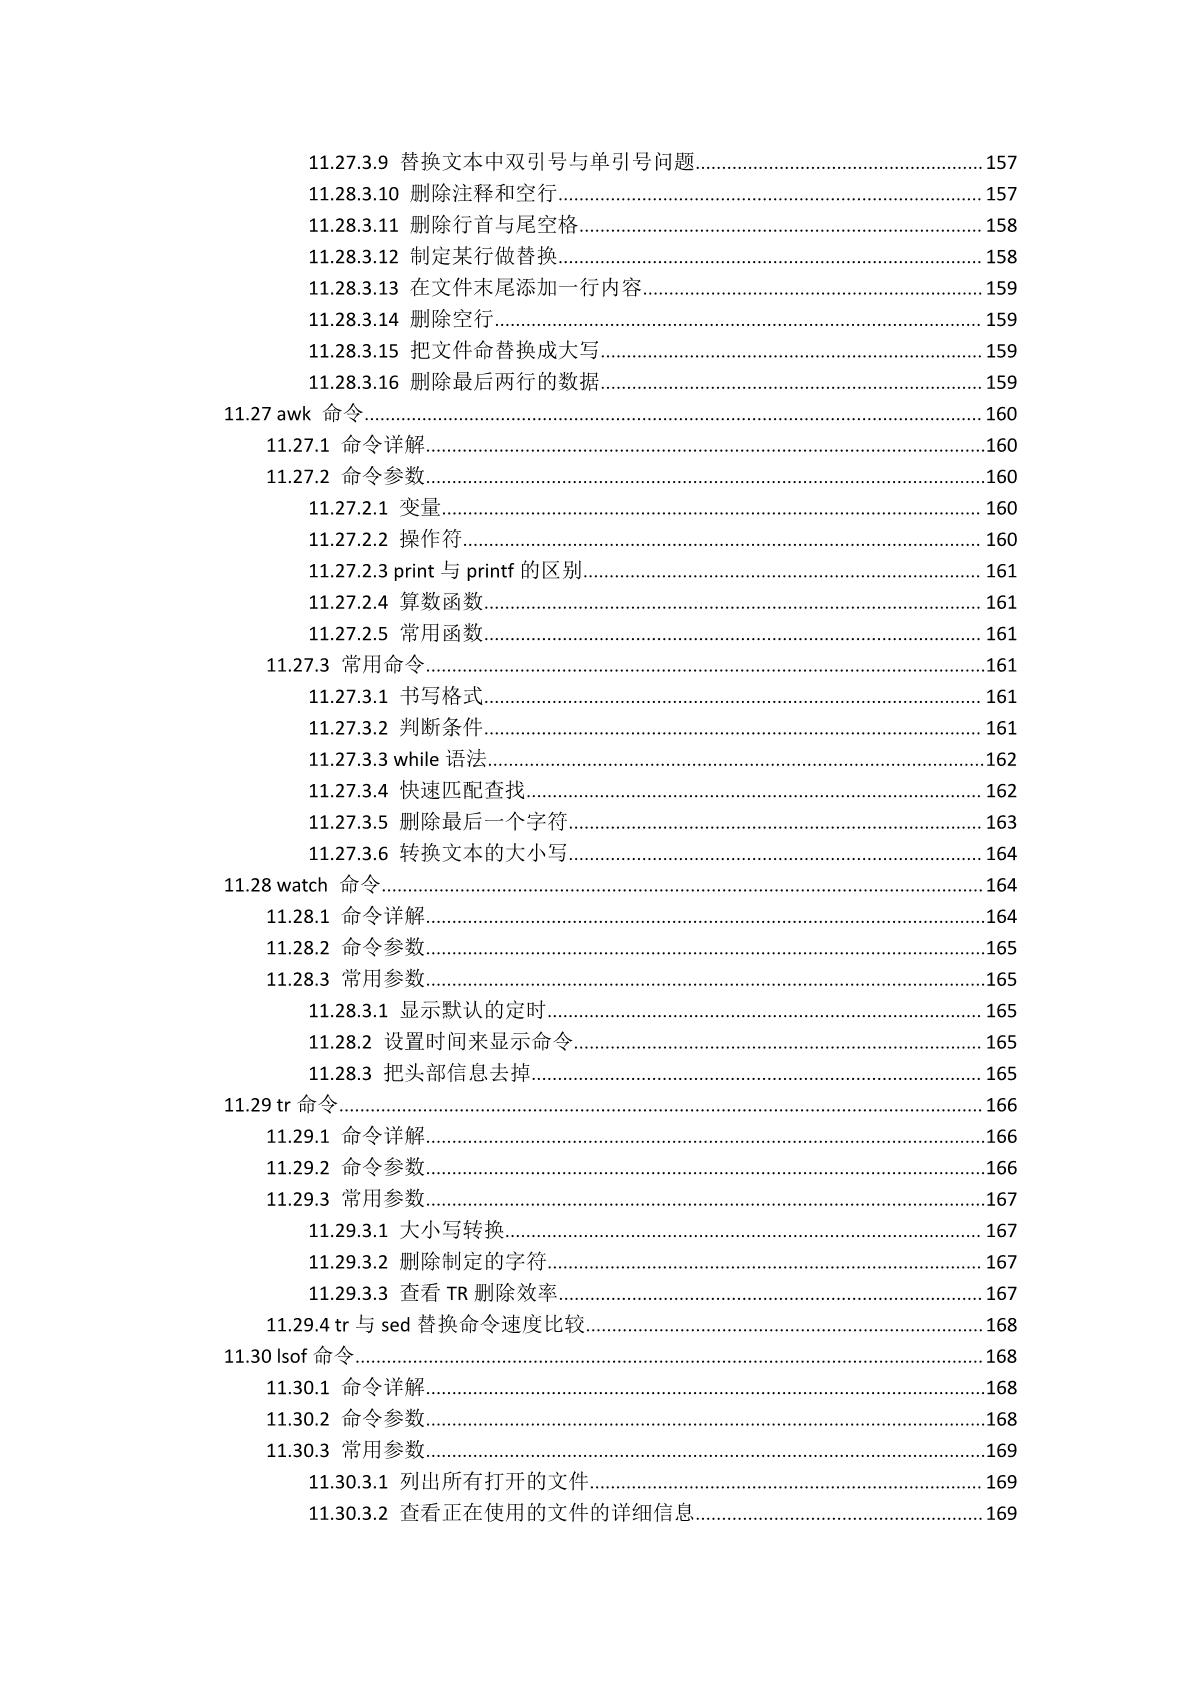 11.27.3.9 替换文本中双引号与单引号问题.......................................................157
11.28.3.10 删除注释和空行.......................................................157
11.28.3.11 删除行首与尾空格.......................................................158
11.28.3.12 制定某行做替换.......................................................158
11.28.3.13 在文件末尾添加一行内容.......................................................159
11.28.3.14 删除空行.......................................................159
11.28.3.15 把文件命替换成大写.......................................................159
11.28.3.16 删除最后两行的数据.......................................................159
11.27 awk 命令.......................................................160
11.27.1 命令详解.......................................................160
11.27.2 命令参数.......................................................160
11.27.2.1 变量.......................................................160
11.27.2.2 操作符.......................................................160
11.27.2.3 print 与 printf 的区别.......................................................161
11.27.2.4 算数函数.......................................................161
11.27.2.5 常用函数.......................................................161
11.27.3 常用命令.......................................................161
11.27.3.1 书写格式.......................................................161
11.27.3.2 判断条件.......................................................161
11.27.3.3 while 语法.......................................................162
11.27.3.4 快速匹配查找.......................................................162
11.27.3.5 删除最后一个字符.......................................................163
11.27.3.6 转换文本的大小写.......................................................164
11.28 watch 命令.......................................................164
11.28.1 命令详解.......................................................164
11.28.2 命令参数.......................................................165
11.28.3 常用参数.......................................................165
11.28.3.1 显示默认的定时.......................................................165
11.28.2 设置时间来显示命令.......................................................165
11.28.3 把头部信息去掉.......................................................165
11.29 tr 命令.......................................................166
11.29.1 命令详解.......................................................166
11.29.2 命令参数.......................................................166
11.29.3 常用参数.......................................................167
11.29.3.1 大小写转换.......................................................167
11.29.3.2 删除制定的字符.......................................................167
11.29.3.3 查看 TR 删除效率.......................................................167
11.29.4 tr 与 sed 替换命令速度比较.......................................................168
11.30 lsof 命令.......................................................168
11.30.1 命令详解.......................................................168
11.30.2 命令参数.......................................................168
11.30.3 常用参数.......................................................169
11.30.3.1 列出所有打开的文件.......................................................169
11.30.3.2 查看正在使用的文件的详细信息.......................................................169